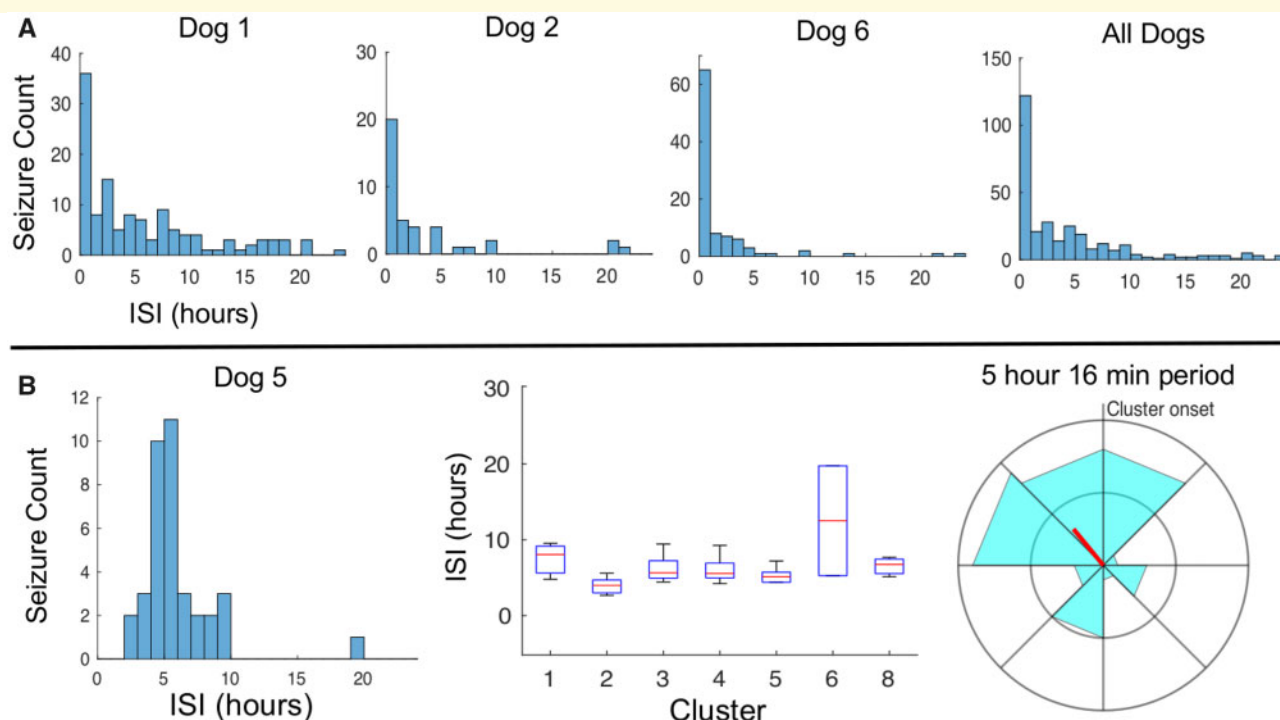 A
Dog 1
Dog 2
Dog 6
All Dogs
Seizure Count
40
30
20
10
0
0 5 10 15 20
30
20
10
0
0 5 10 15 20
60
40
20
0
0 5 10 15 20
150
100
50
0
0 5 10 15 20
ISI (hours)
B
Dog 5
Seizure Count
12
10
8
6
4
2
0
0 5 10 15 20
ISI (hours)
ISI (hours)
30
20
10
0
1 2 3 4 5 6 8
Cluster
5 hour 16 min period
Cluster onset